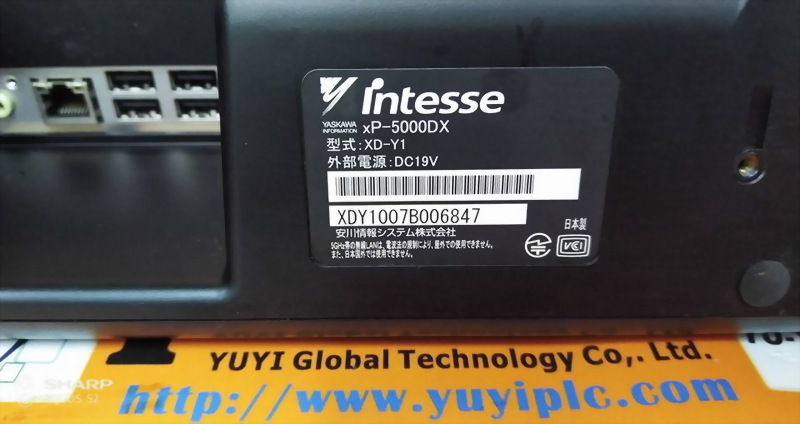 Intesse
YASKAWA
INFORMATION
xP-5000DX
型式:XD-Y1
外部電源:DC19V
XDY1007B006847
安川情報システム株式会社
日本製
5GHz帯の無線LANは、電波法の規制により、屋外での使用できません。
また、日本国外では使用できません。
VCI
YUYI Global Technology Co,. Ltd.
http://www.yuyiplc.com/
SHARP